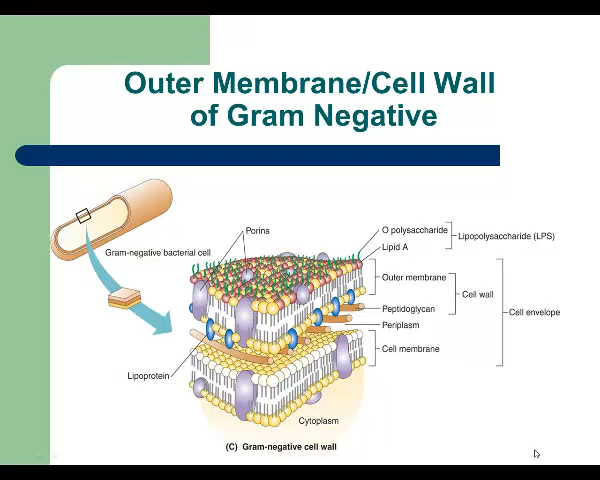 Outer Membrane/Cell Wall
of Gram Negative
Porins
O polysaccharide
Lipopolysaccharide (LPS)
Lipid A
Gram-negative bacterial cell
Outer membrane
Cell wall
Peptidoglycan
Cell envelope
Periplasm
Cell membrane
Lipoprotein
Cytoplasm
(C) Gram-negative cell wall